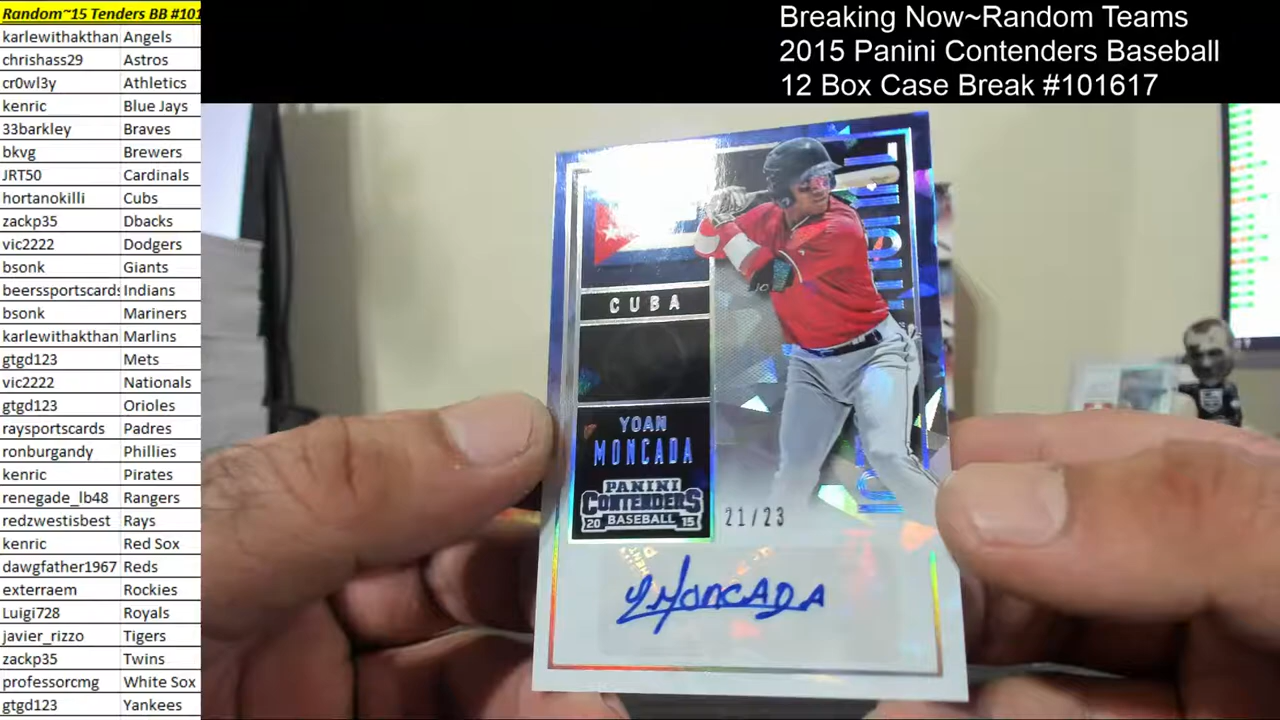 Random~15 Tenders BB #101
karlewithakthan Angels
chrishass29 Astros
cr0wl3y Athletics
kenric Blue Jays
33barkley Braves
bkvg Brewers
JRT50 Cardinals
hortanokilli Cubs
zackp35 Dbacks
vic2222 Dodgers
bsonk Giants
beerssportscards Indians
bsonk Mariners
karlewithakthan Marlins
gtgd123 Mets
vic2222 Nationals
gtgd123 Orioles
raysportscards Padres
ronburgandy Phillies
kenric Pirates
renegade_lb48 Rangers
redzwestisbest Rays
kenric Red Sox
dawgfather1967 Reds
exterraem Rockies
Luigi728 Royals
javier_rizzo Tigers
zackp35 Twins
professorcmg White Sox
gtgd123 Yankees
Breaking Now~Random Teams
2015 Panini Contenders Baseball
12 Box Case Break #101617
CUBA
YOAN
MONCADA
PANINI
CONTENDERS
20 BASEBALL 15
21/23
YMONCADA